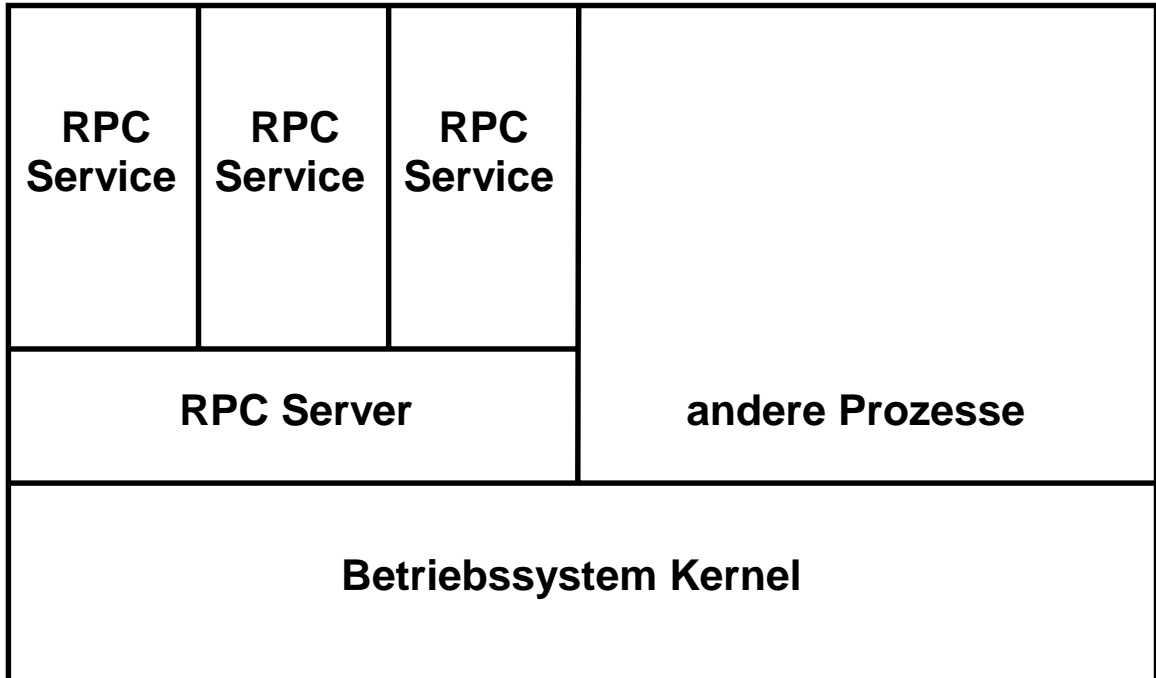 RPC
Service
RPC
Service
RPC
Service
RPC Server
andere Prozesse
Betriebssystem Kernel